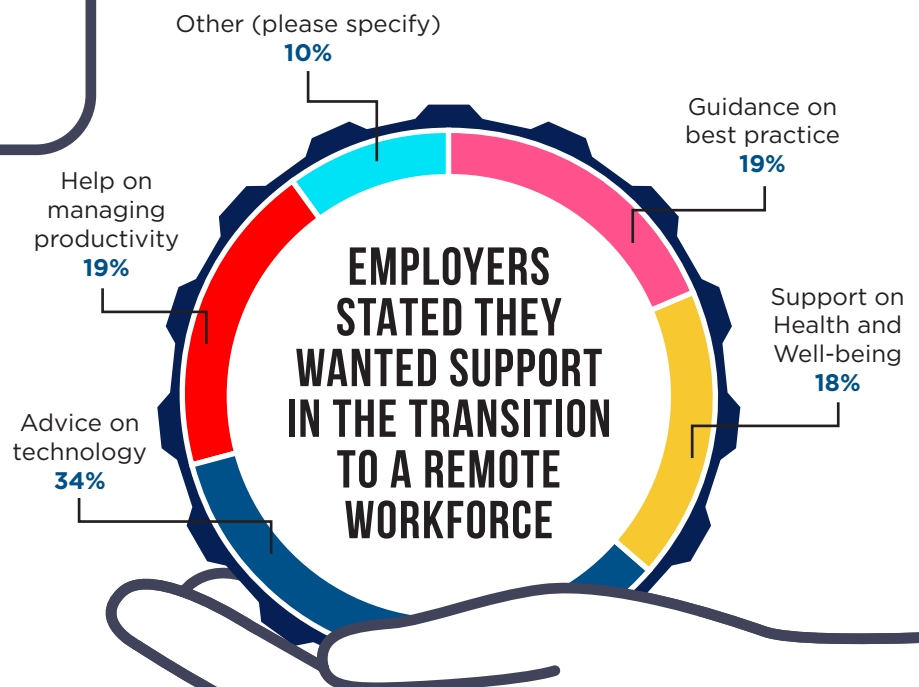 Other (please specify)
10%
Guidance on
best practice
19%
Help on
managing
productivity
19%
EMPLOYERS
STATED THEY
WANTED SUPPORT
IN THE TRANSITION
TO A REMOTE
WORKFORCE
Support on
Health and
Well-being
18%
Advice on
technology
34%